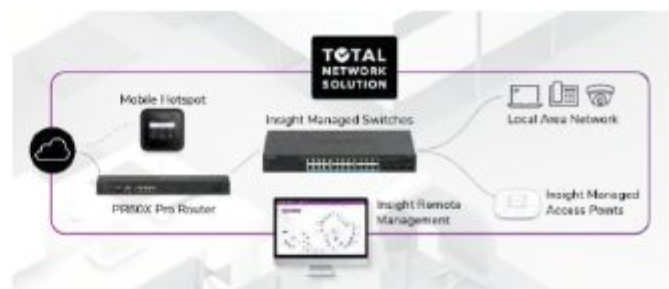 TOTAL
NETWORK
SOLUTION
Mobile Hotspot
Insight Managed Switches
Local Area Network
PR60X Pro Router
Insight Remote
Management
Insight Managed
Access Points